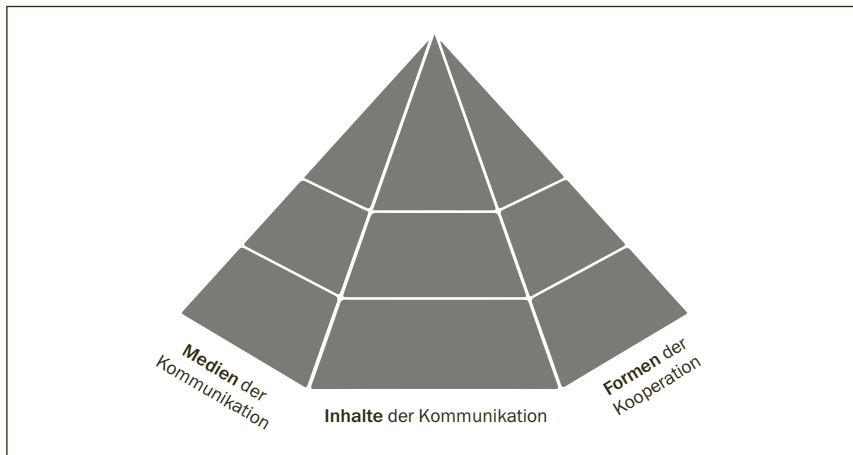 Medien der
Kommunikation
Inhalte der Kommunikation
Formen der
Kooperation